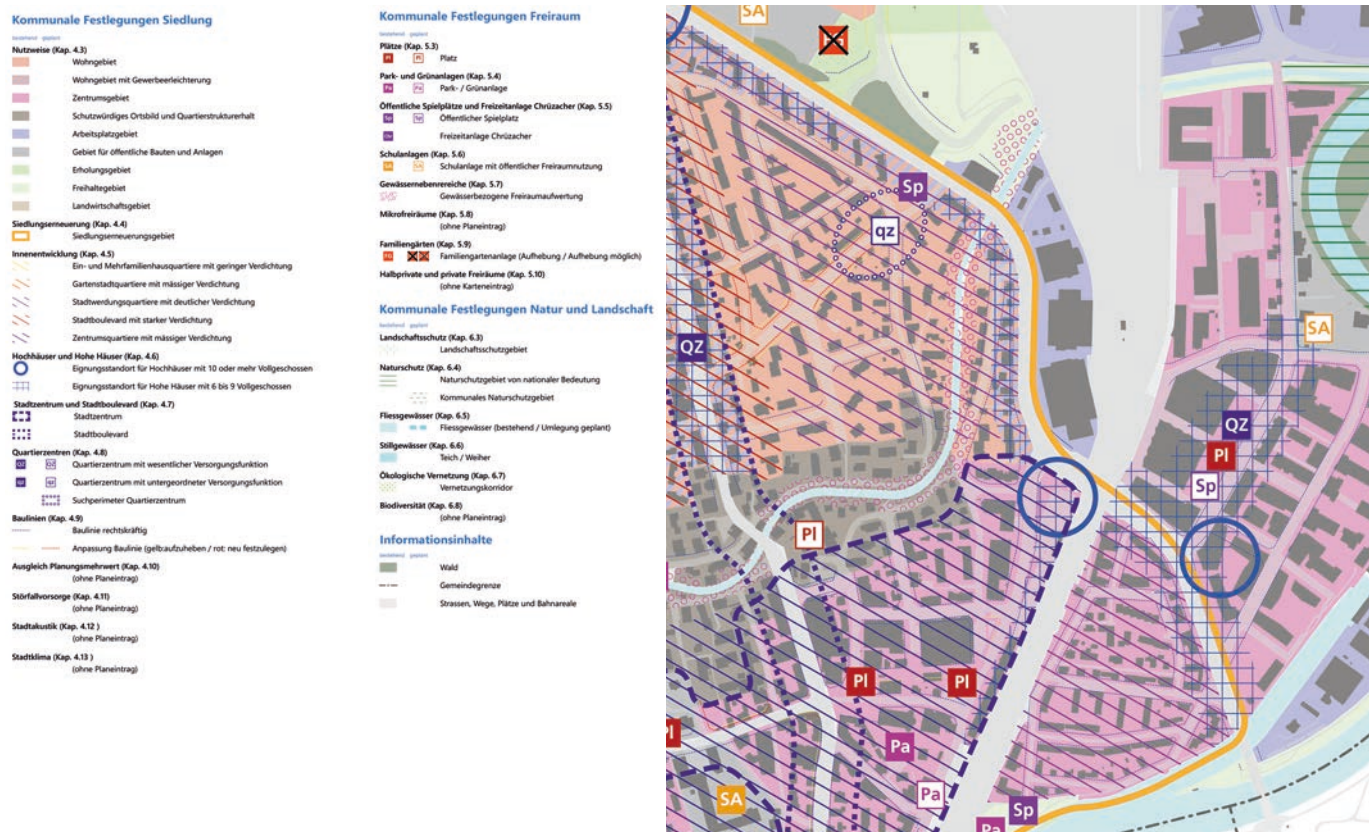 Kommunale Festlegungen Siedlung
bestehend geplant
Nutzweise (Kap. 4.3)
Wohngebiet
Wohngebiet mit Gewerbeerleichterung
Zentrumsgebiet
Schutzwürdiges Ortsbild und Quartierstrukturerhalt
Arbeitsplatzgebiet
Gebiet für öffentliche Bauten und Anlagen
Erholungsgebiet
Freihaltegebiet
Landwirtschaftsgebiet
Siedlungserneuerung (Kap. 4.4)
Siedlungserneuerungsgebiet
Innenentwicklung (Kap. 4.5)
Ein- und Mehrfamilienhausquartiere mit geringer Verdichtung
Gartenstadtquartiere mit mässiger Verdichtung
Stadtwerdungsquartiere mit deutlicher Verdichtung
Stadtboulevard mit starker Verdichtung
Zentrumsquartiere mit mässiger Verdichtung
Hochhäuser und Hohe Häuser (Kap. 4.6)
Eignungsstandort für Hochhäuser mit 10 oder mehr Vollgeschossen
Eignungsstandort für Hohe Häuser mit 6 bis 9 Vollgeschossen
Stadtzentrum und Stadtboulevard (Kap. 4.7)
Stadtzentrum
Stadtboulevard
Quartierzentren (Kap. 4.8)
QZ QZ Quartierzentrum mit wesentlicher Versorgungsfunktion
qz qz Quartierzentrum mit untergeordneter Versorgungsfunktion
Suchperimeter Quartierzentrum
Baulinien (Kap. 4.9)
Baulinie rechtskräftig
Anpassung Baulinie (gelb:aufzuheben / rot: neu festzulegen)
Ausgleich Planungsmehrwert (Kap. 4.10)
(ohne Planeintrag)
Störfallvorsorge (Kap. 4.11)
(ohne Planeintrag)
Stadtakustik (Kap. 4.12 )
(ohne Planeintrag)
Stadtklima (Kap. 4.13 )
(ohne Planeintrag)
Kommunale Festlegungen Freiraum
bestehend geplant
Plätze (Kap. 5.3)
Pl Pl Platz
Park- und Grünanlagen (Kap. 5.4)
Pa Pa Park- / Grünanlage
Öffentliche Spielplätze und Freizeitanlage Chrüzacher (Kap. 5.5)
Sp Sp Öffentlicher Spielplatz
Freizeitanlage Chrüzacher
Schulanlagen (Kap. 5.6)
SA SA Schulanlage mit öffentlicher Freiraumnutzung
Gewässernebenreiche (Kap. 5.7)
Gewässerbezogene Freiraumaufwertung
Mikrofreiräume (Kap. 5.8)
(ohne Planeintrag)
Familiengärten (Kap. 5.9)
Familiengartenanlage (Aufhebung / Aufhebung möglich)
Halbprivate und private Freiräume (Kap. 5.10)
(ohne Karteneintrag)
Kommunale Festlegungen Natur und Landschaft
bestehend geplant
Landschaftsschutz (Kap. 6.3)
Landschaftsschutzgebiet
Naturschutz (Kap. 6.4)
Naturschutzgebiet von nationaler Bedeutung
Kommunales Naturschutzgebiet
Fliessgewässer (Kap. 6.5)
Fliessgewässer (bestehend / Umlegung geplant)
Stillgewässer (Kap. 6.6)
Teich / Weiher
Ökologische Vernetzung (Kap. 6.7)
Vernetzungskorridor
Biodiversität (Kap. 6.8)
(ohne Planeintrag)
Informationsinhalte
bestehend geplant
Wald
Gemeindegrenze
Strassen, Wege, Plätze und Bahnareale
SA
Sp
qz
SA
QZ
QZ
Pl
Sp
Pl
Pl
Pl
Pl
Pa
Pa
SA
Sp
Pa